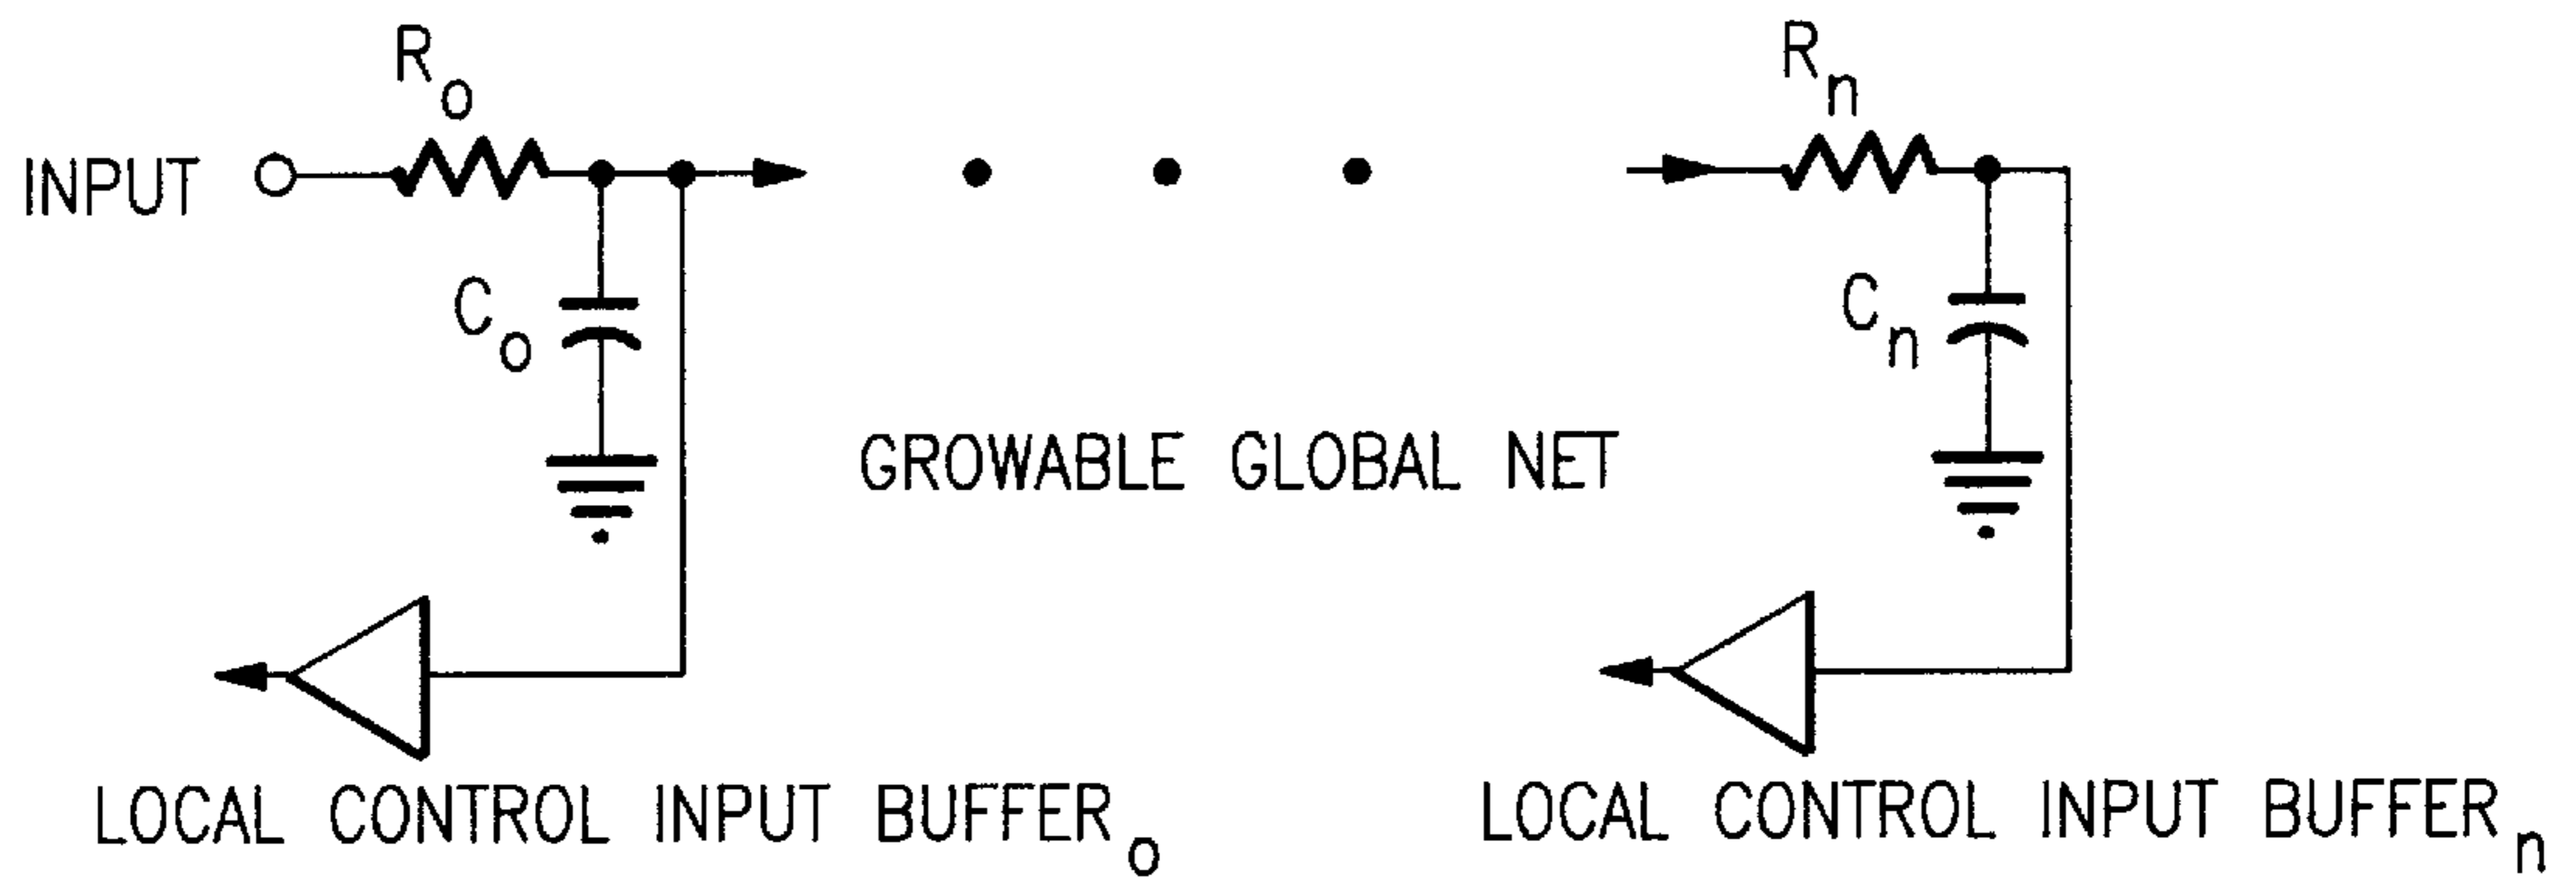 R₀
Rₙ
INPUT
C₀
Cₙ
GROWABLE GLOBAL NET
LOCAL CONTROL INPUT BUFFER₀
LOCAL CONTROL INPUT BUFFERₙ